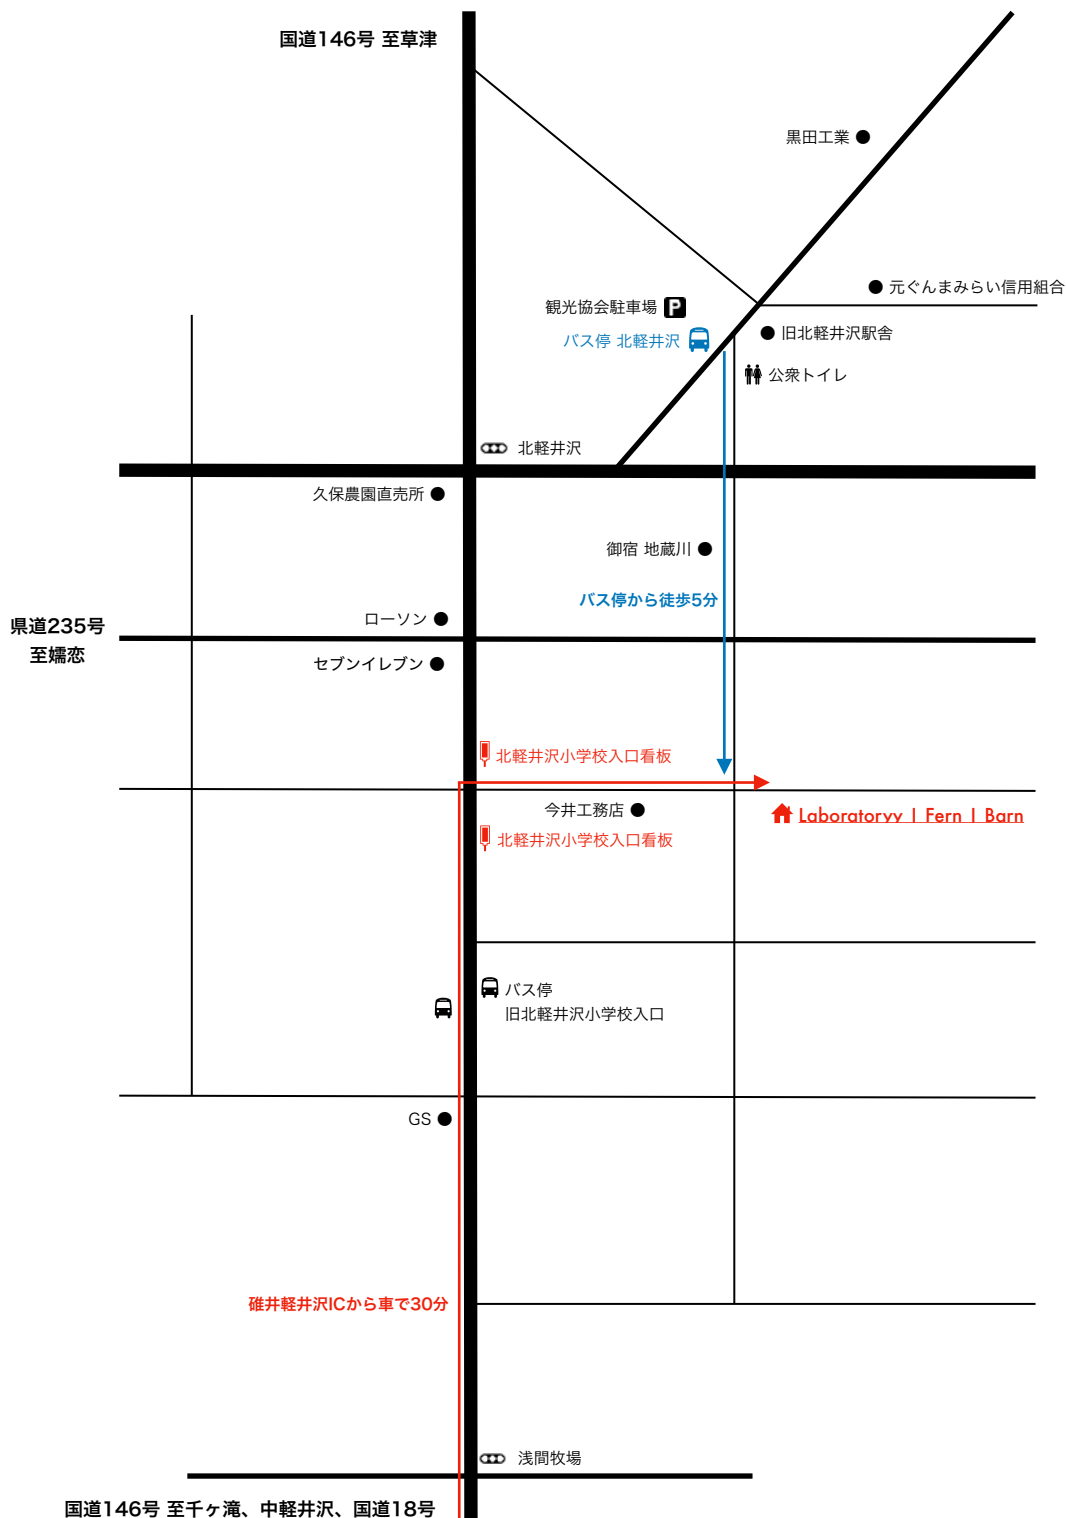 国道146号 至草津
黒田工業
元ぐんまみらい信用組合
観光協会駐車場 P
旧北軽井沢駅舎
バス停 北軽井沢
公衆トイレ
北軽井沢
久保農園直売所
御宿 地蔵川
バス停から徒歩5分
ローソン
県道235号
至嬬恋
セブンイレブン
北軽井沢小学校入口看板
今井工務店
Laboratoryy | Fern | Barn
北軽井沢小学校入口看板
バス停
旧北軽井沢小学校入口
GS
碓井軽井沢ICから車で30分
浅間牧場
国道146号 至千ヶ滝、中軽井沢、国道18号